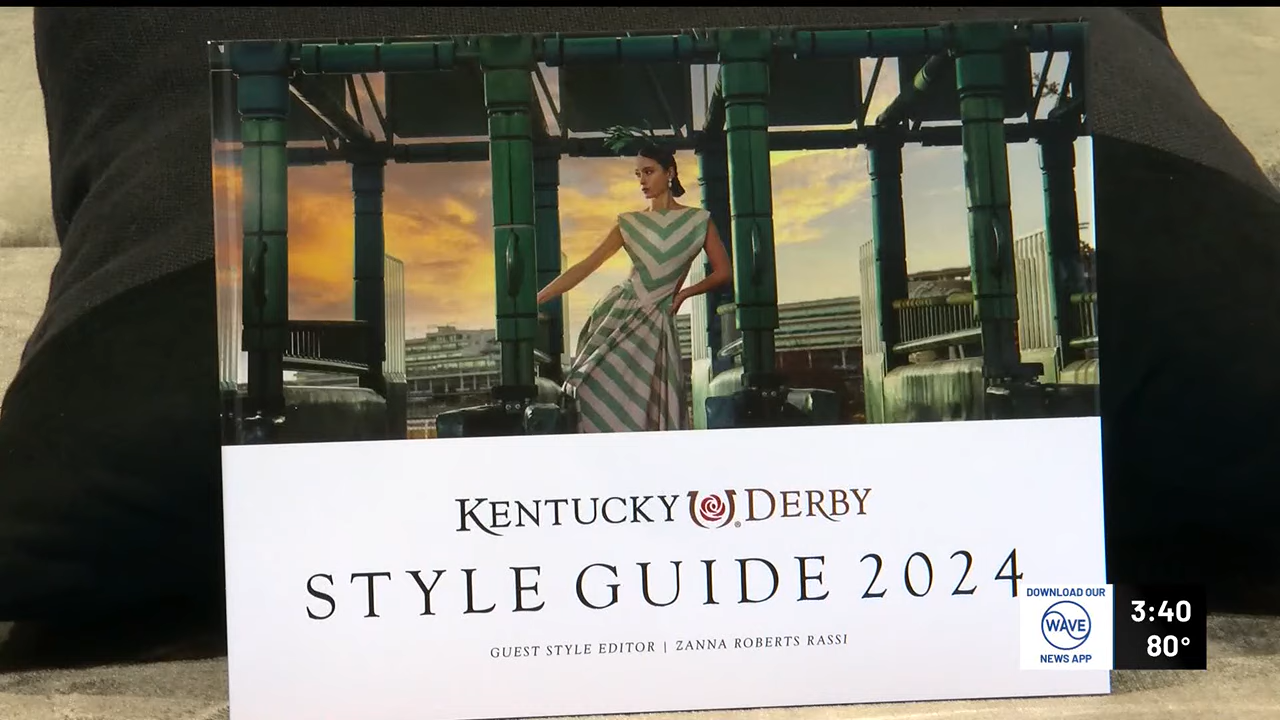 KENTUCKY DERBY
STYLE GUIDE 2024
GUEST STYLE EDITOR | ZANNA ROBERTS RASSI
DOWNLOAD OUR
WAVE
NEWS APP
3:40
80°